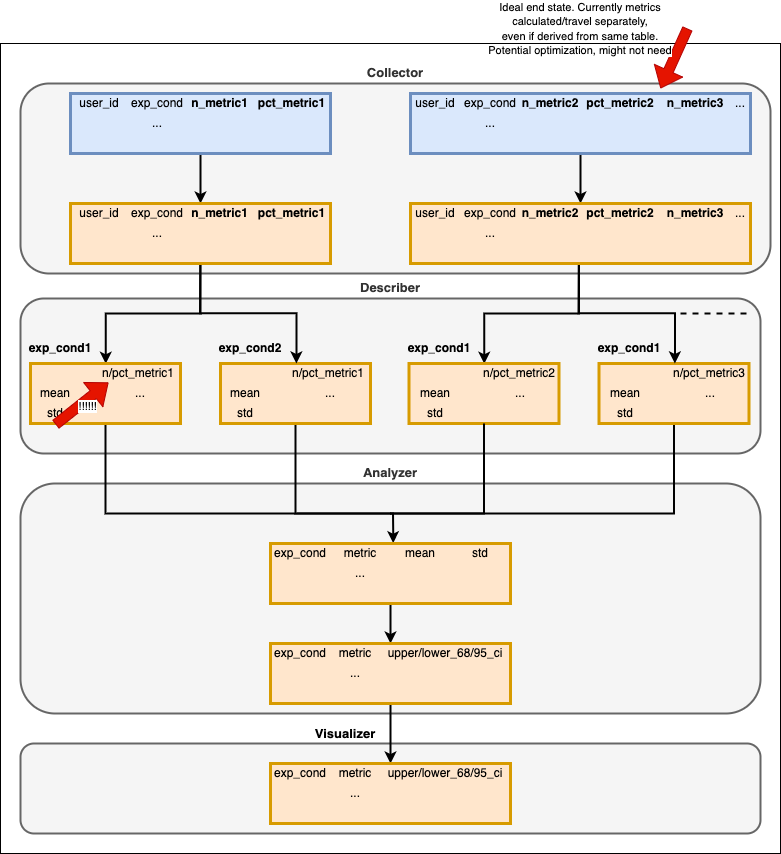 Ideal end state. Currently metrics
calculated/travel separately,
even if derived from same table.
Potential optimization, might not need
Collector
user_id exp_cond n_metric1 pct_metric1
...
user_id exp_cond n_metric2 pct_metric2 n_metric3 ...
...
user_id exp_cond n_metric1 pct_metric1
...
user_id exp_cond n_metric2 pct_metric2 n_metric3 ...
...
Describer
exp_cond1
n/pct_metric1
mean ...
std
!!!!!!
exp_cond2
n/pct_metric1
mean ...
std
exp_cond1
n/pct_metric2
mean ...
std
exp_cond1
n/pct_metric3
mean ...
std
Analyzer
exp_cond metric mean std
...
exp_cond metric upper/lower_68/95_ci
...
Visualizer
exp_cond metric upper/lower_68/95_ci
...